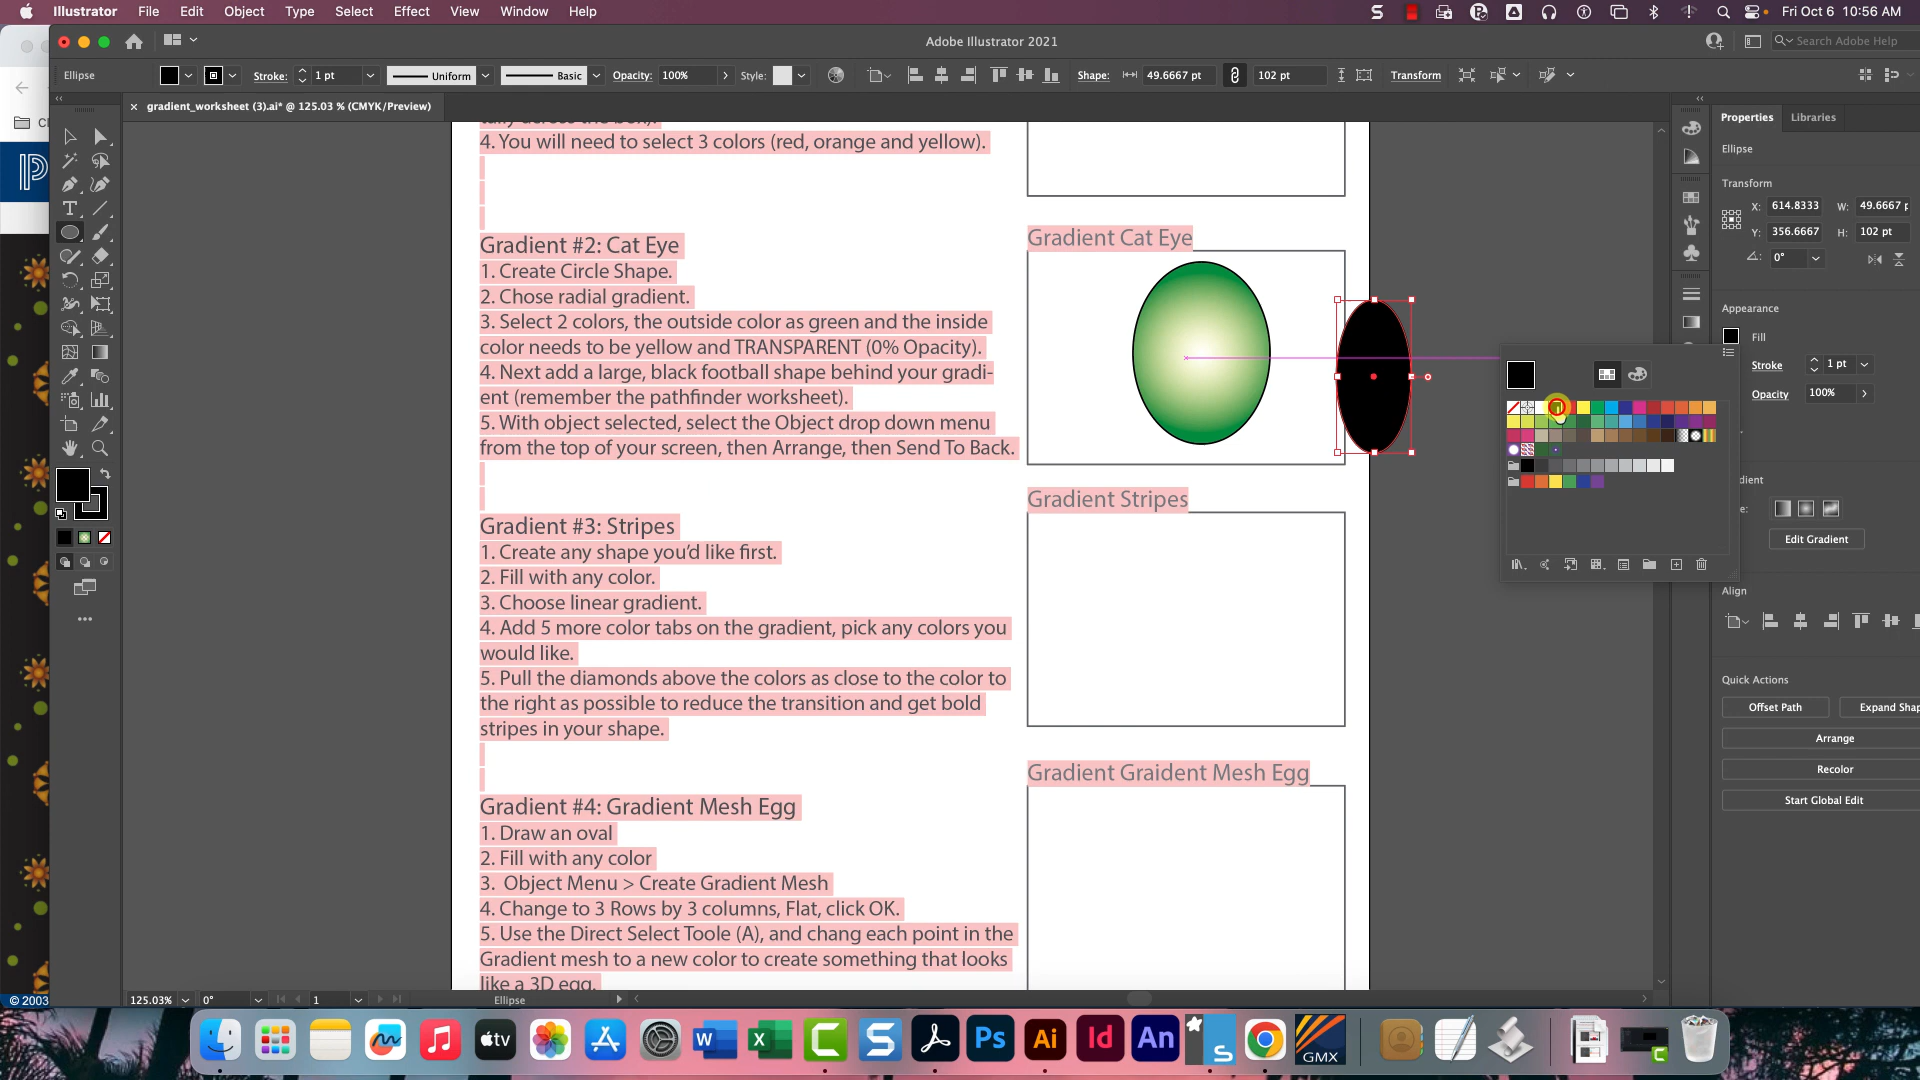 Illustrator File Edit Object Type Select Effect View Window Help
Fri Oct 6 10:56 AM
Adobe Illustrator 2021
Search Adobe Help
Ellipse Stroke: 1 pt Uniform Basic Opacity: 100% Style: Shape: 49.6667 pt 102 pt Transform
gradient_worksheet (3).ai* @ 125.03 % (CMYK/Preview)
4. You will need to select 3 colors (red, orange and yellow).
Gradient #2: Cat Eye
1. Create Circle Shape.
2. Chose radial gradient.
3. Select 2 colors, the outside color as green and the inside
color needs to be yellow and TRANSPARENT (0% Opacity).
4. Next add a large, black football shape behind your gradi-
ent (remember the pathfinder worksheet).
5. With object selected, select the Object drop down menu
from the top of your screen, then Arrange, then Send To Back.
Gradient #3: Stripes
1. Create any shape you'd like first.
2. Fill with any color.
3. Choose linear gradient.
4. Add 5 more color tabs on the gradient, pick any colors you
would like.
5. Pull the diamonds above the colors as close to the color to
the right as possible to reduce the transition and get bold
stripes in your shape.
Gradient #4: Gradient Mesh Egg
1. Draw an oval
2. Fill with any color
3. Object Menu > Create Gradient Mesh
4. Change to 3 Rows by 3 columns, Flat, click OK.
5. Use the Direct Select Toole (A), and chang each point in the
Gradient mesh to a new color to create something that looks
like a 3D egg.
Gradient Cat Eye
Gradient Stripes
Gradient Graident Mesh Egg
Properties Libraries
Ellipse
Transform
X: 614.8333 W: 49.6667
Y: 356.6667 H: 102 pt
0°
Appearance
Fill
Stroke 1 pt
Opacity 100%
Edit Gradient
Align
Quick Actions
Offset Path
Arrange
Recolor
Start Global Edit
© 2003
125.03% 0° 1 Ellipse
tv
W
X
Ps
Ai
Id
An
S
GMX